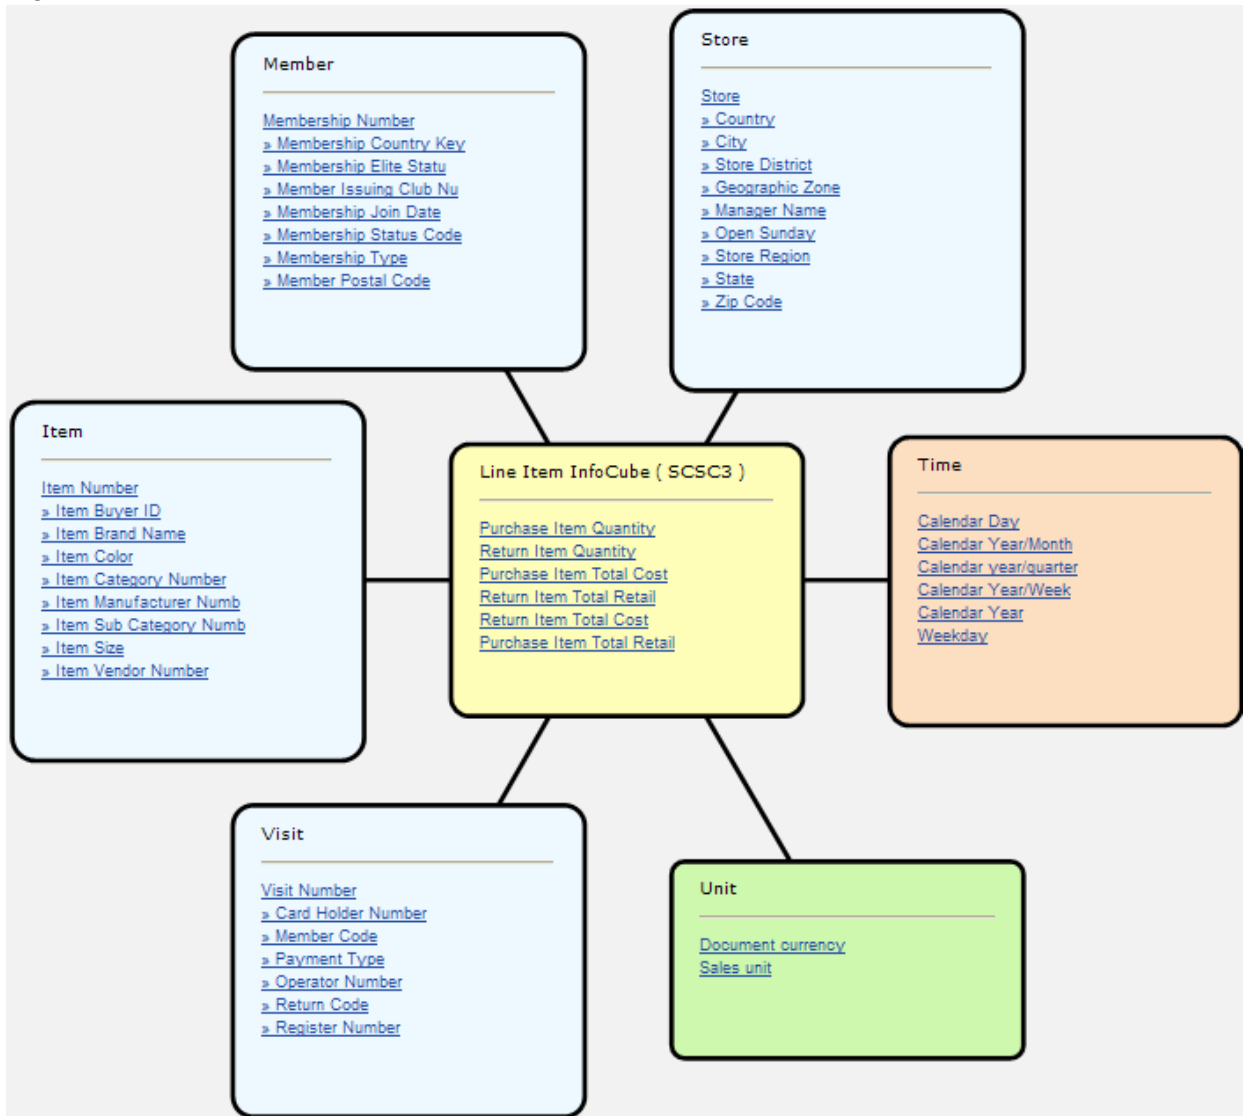 Member
Membership Number
» Membership Country Key
» Membership Elite Statu
» Member Issuing Club Nu
» Membership Join Date
» Membership Status Code
» Membership Type
» Member Postal Code
Store
Store
» Country
» City
» Store District
» Geographic Zone
» Manager Name
» Open Sunday
» Store Region
» State
» Zip Code
Item
Item Number
» Item Buyer ID
» Item Brand Name
» Item Color
» Item Category Number
» Item Manufacturer Numb
» Item Sub Category Numb
» Item Size
» Item Vendor Number
Line Item InfoCube ( SCSC3 )
Purchase Item Quantity
Return Item Quantity
Purchase Item Total Cost
Return Item Total Retail
Return Item Total Cost
Purchase Item Total Retail
Time
Calendar Day
Calendar Year/Month
Calendar year/quarter
Calendar Year/Week
Calendar Year
Weekday
Visit
Visit Number
» Card Holder Number
» Member Code
» Payment Type
» Operator Number
» Return Code
» Register Number
Unit
Document currency
Sales unit